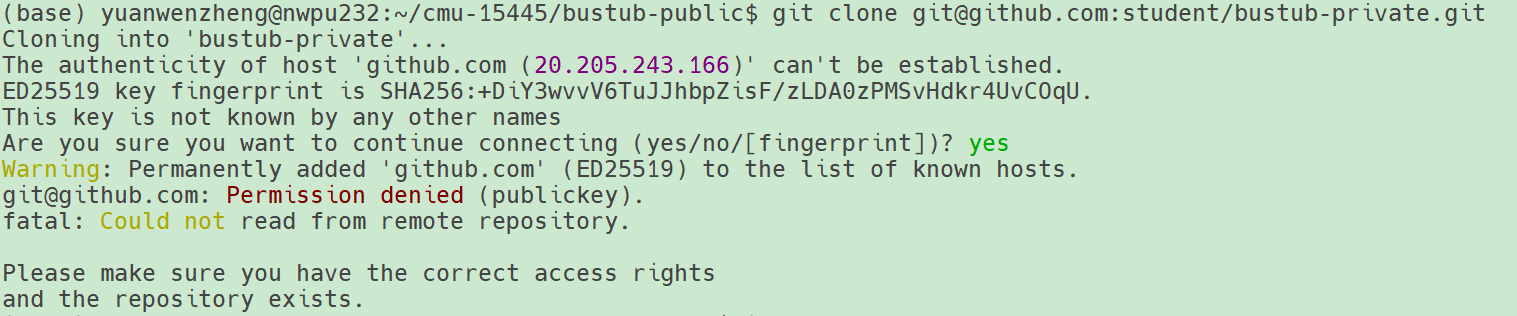 (base) yuanwenzheng@nwpu232:~/cmu-15445/bustub-public$ git clone git@github.com:student/bustub-private.git
Cloning into 'bustub-private'...
The authenticity of host 'github.com (20.205.243.166)' can't be established.
ED25519 key fingerprint is SHA256:+DiY3wvvV6TuJJhbpZisF/zLDA0zPMSvHdkr4UvCOqU.
This key is not known by any other names
Are you sure you want to continue connecting (yes/no/[fingerprint])? yes
Warning: Permanently added 'github.com' (ED25519) to the list of known hosts.
git@github.com: Permission denied (publickey).
fatal: Could not read from remote repository.
Please make sure you have the correct access rights
and the repository exists.